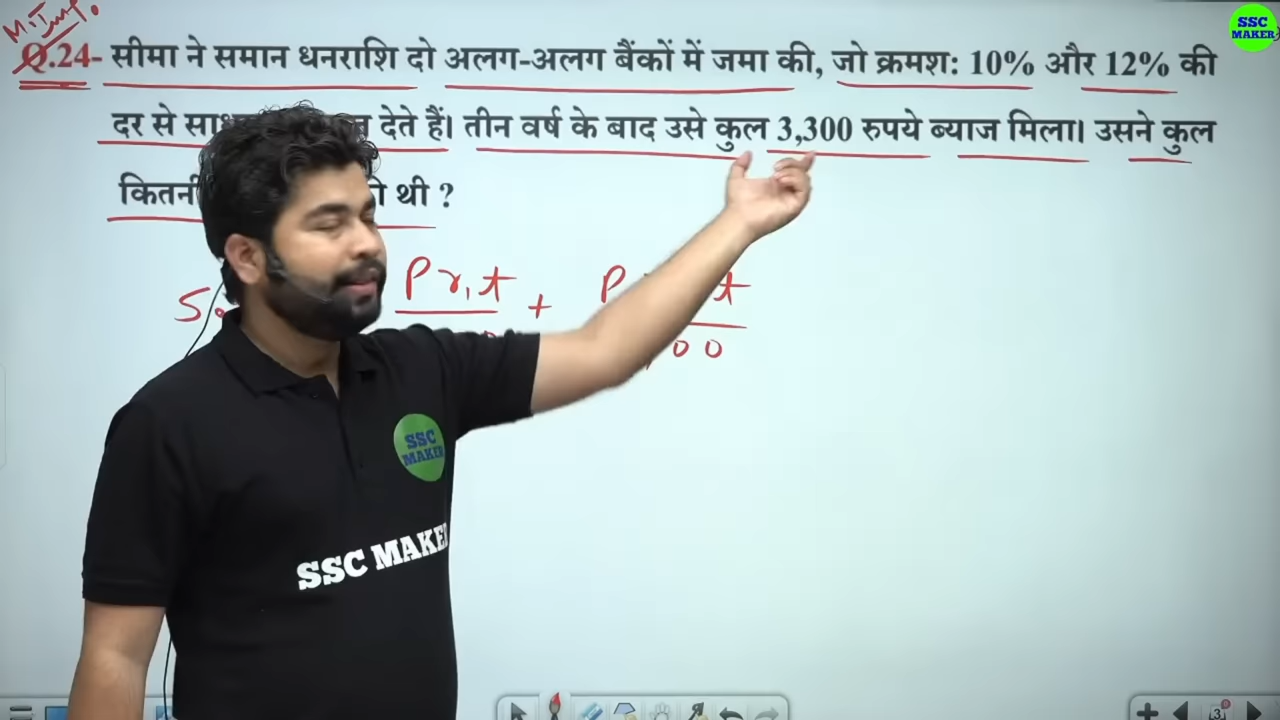 M.Imp.
SSC
MAKER
Q.24- सीमा ने समान धनराशि दो अलग-अलग बैंकों में जमा की, जो क्रमश: 10% और 12% की
दर से देते हैं। तीन वर्ष के बाद उसे कुल 3,300 रुपये ब्याज मिला। उसने कुल
थी ?
P r₁ t + P t
00
SSC
MAKER
SSC MAKER
3